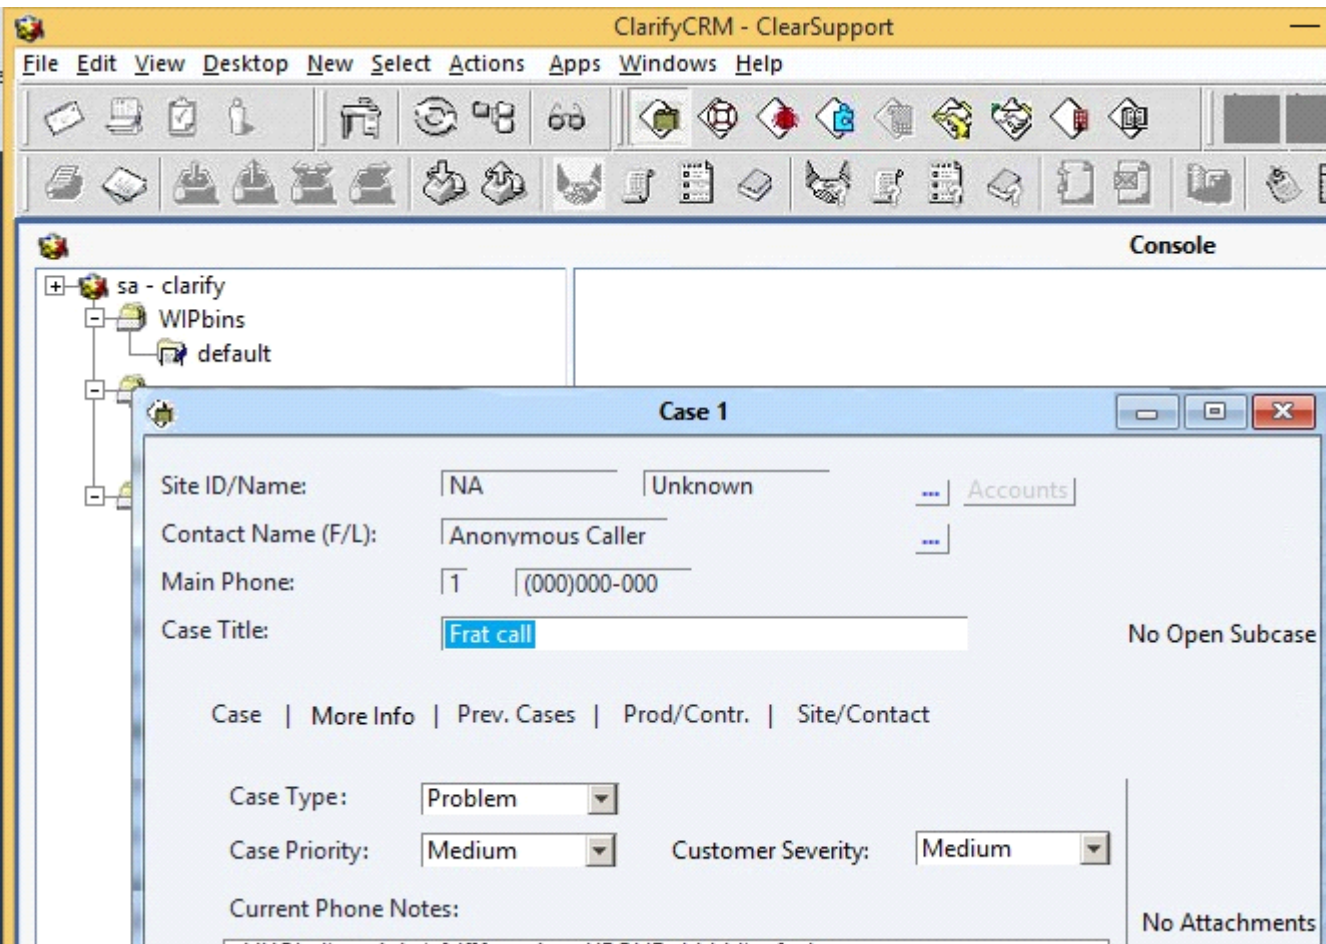 ClarifyCRM - ClearSupport
File Edit View Desktop New Select Actions Apps Windows Help
Console
sa - clarify
WIPbins
default
Case 1
Site ID/Name: NA Unknown ... Accounts
Contact Name (F/L): Anonymous Caller ...
Main Phone: 1 (000)000-000
Case Title: Frat call
No Open Subcase
Case | More Info | Prev. Cases | Prod/Contr. | Site/Contact
Case Type: Problem
Case Priority: Medium Customer Severity: Medium
Current Phone Notes:
No Attachments